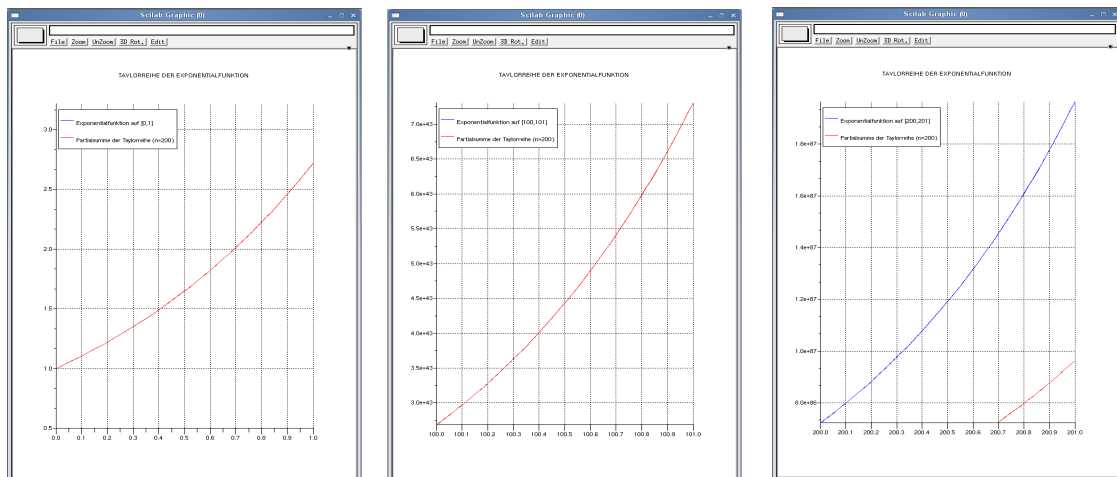 Scilab Graphic (0)
File Zoom UnZoom 3D Rot. Edit
TAYLORREIHE DER EXPONENTIALFUNKTION
Exponentialfunktion auf [0,1]
Partialsumme der Taylorreihe (n=200)
3.0
2.5
2.0
1.5
1.0
0.5
0.0 0.1 0.2 0.3 0.4 0.5 0.6 0.7 0.8 0.9 1.0
Scilab Graphic (0)
File Zoom UnZoom 3D Rot. Edit
TAYLORREIHE DER EXPONENTIALFUNKTION
Exponentialfunktion auf [100,101]
Partialsumme der Taylorreihe (n=200)
7.0e+43
6.5e+43
6.0e+43
5.5e+43
5.0e+43
4.5e+43
4.0e+43
3.5e+43
3.0e+43
100.0 100.1 100.2 100.3 100.4 100.5 100.6 100.7 100.8 100.9 101.0
Scilab Graphic (0)
File Zoom UnZoom 3D Rot. Edit
TAYLORREIHE DER EXPONENTIALFUNKTION
Exponentialfunktion auf [200,201]
Partialsumme der Taylorreihe (n=200)
1.8e+87
1.6e+87
1.4e+87
1.2e+87
1.0e+87
8.0e+86
200.0 200.1 200.2 200.3 200.4 200.5 200.6 200.7 200.8 200.9 201.0